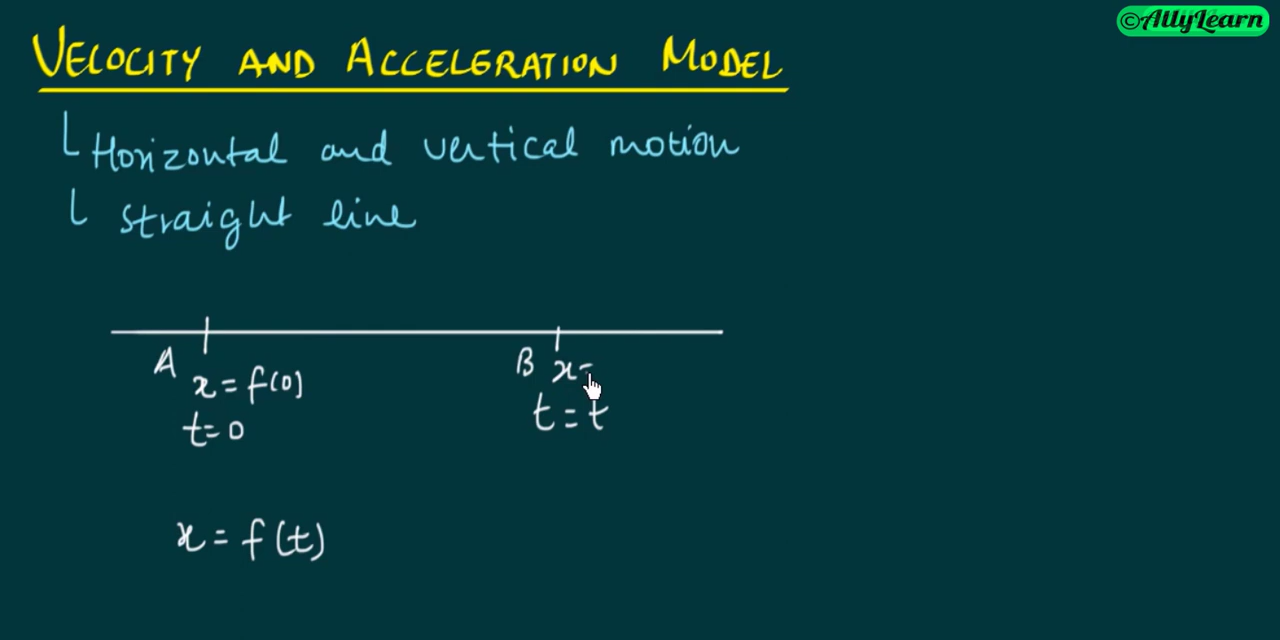 ©AllyLearn
VELOCITY AND ACCELERATION MODEL
Horizontal and vertical motion
straight line
A
x = f(0)
t = 0
B
x =
t = t
x = f(t)